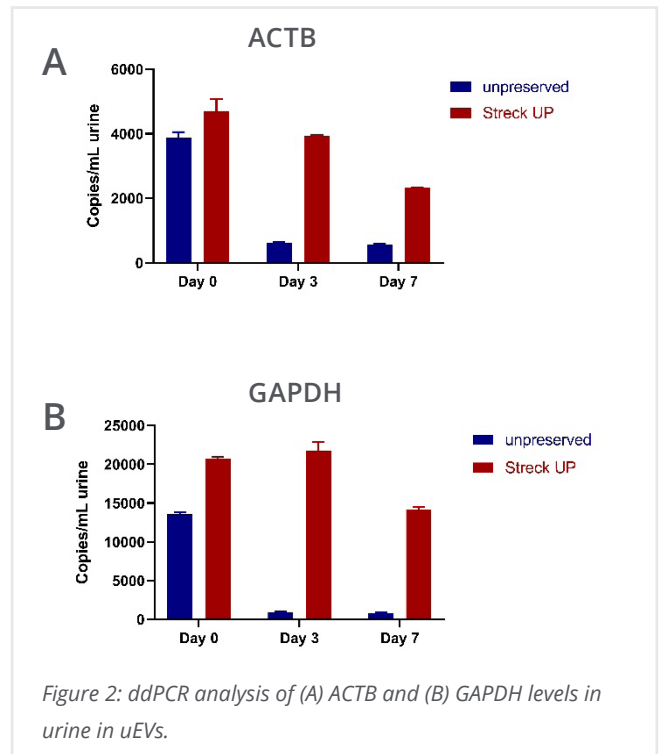 A
ACTB
Copies/mL urine
6000
4000
2000
0
Day 0
Day 3
Day 7
unpreserved
Streck UP
B
GAPDH
Copies/mL urine
25000
20000
15000
10000
5000
0
Day 0
Day 3
Day 7
unpreserved
Streck UP
Figure 2: ddPCR analysis of (A) ACTB and (B) GAPDH levels in
urine in uEVs.